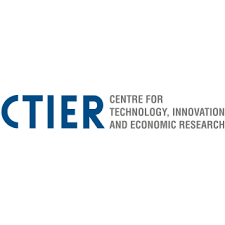 CTIER
CENTRE FOR
TECHNOLOGY, INNOVATION
AND ECONOMIC RESEARCH